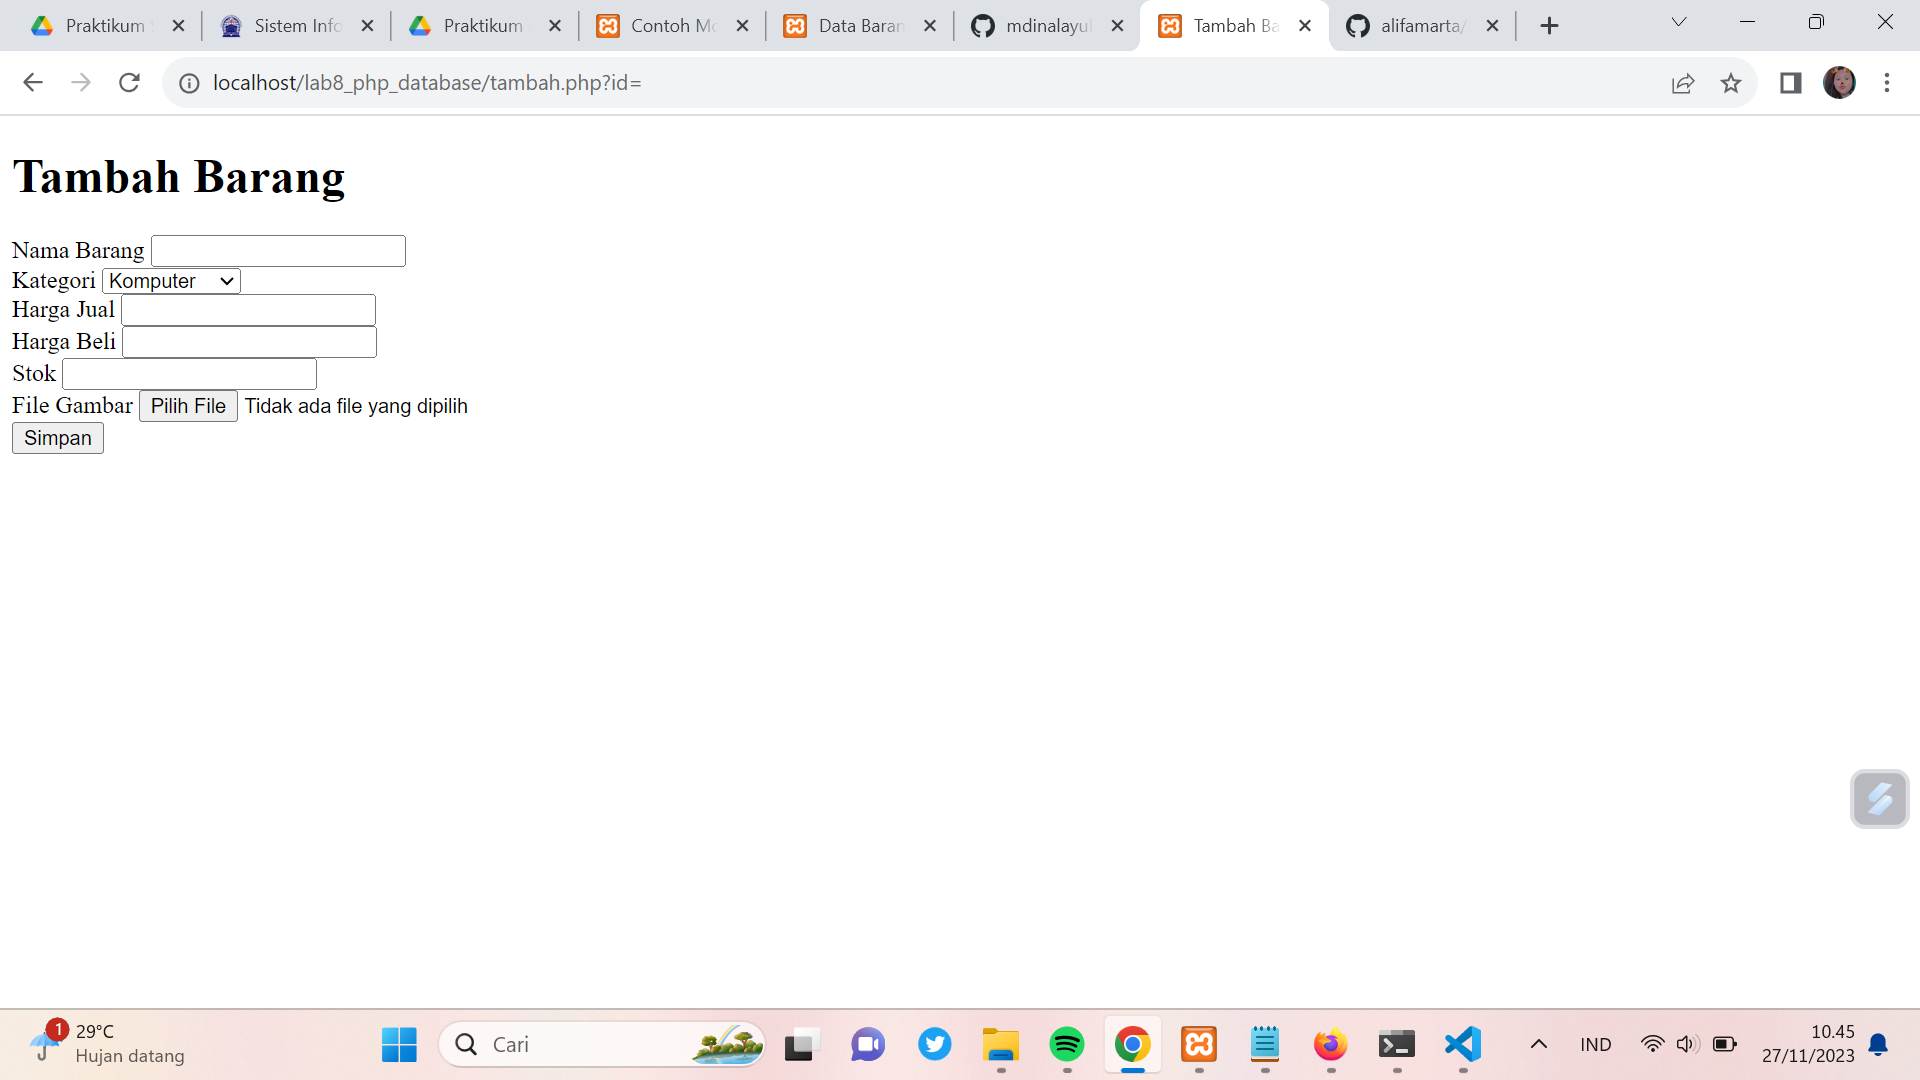 Praktikum
Sistem Info
Praktikum
Contoh Mo
Data Baran
mdinalayul
Tambah Ba
alifamarta/
localhost/lab8_php_database/tambah.php?id=
Tambah Barang
Nama Barang
Kategori Komputer
Harga Jual
Harga Beli
Stok
File Gambar Pilih File Tidak ada file yang dipilih
Simpan
1
29°C
Hujan datang
Cari
IND
10.45
27/11/2023